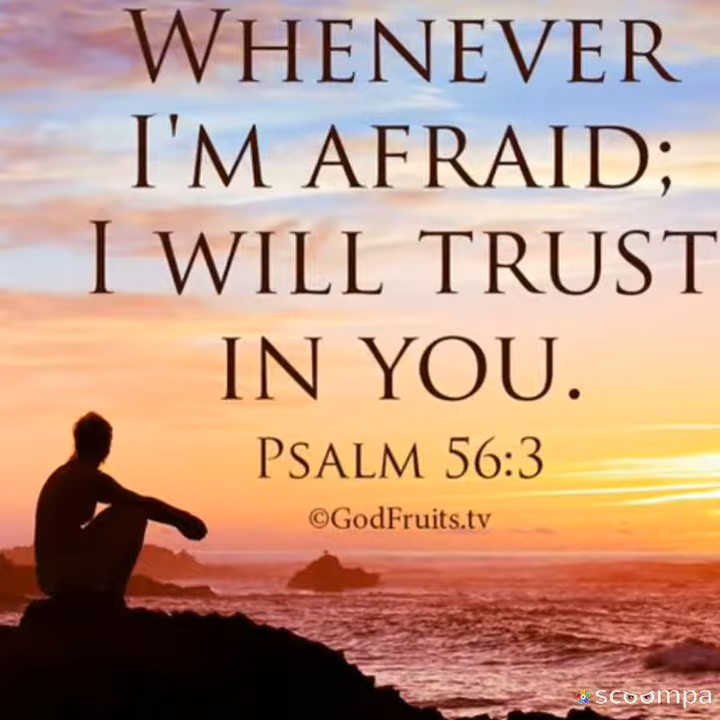 WHENEVER
I'M AFRAID;
I WILL TRUST
IN YOU.
PSALM 56:3
©GodFruits.tv
scoompa